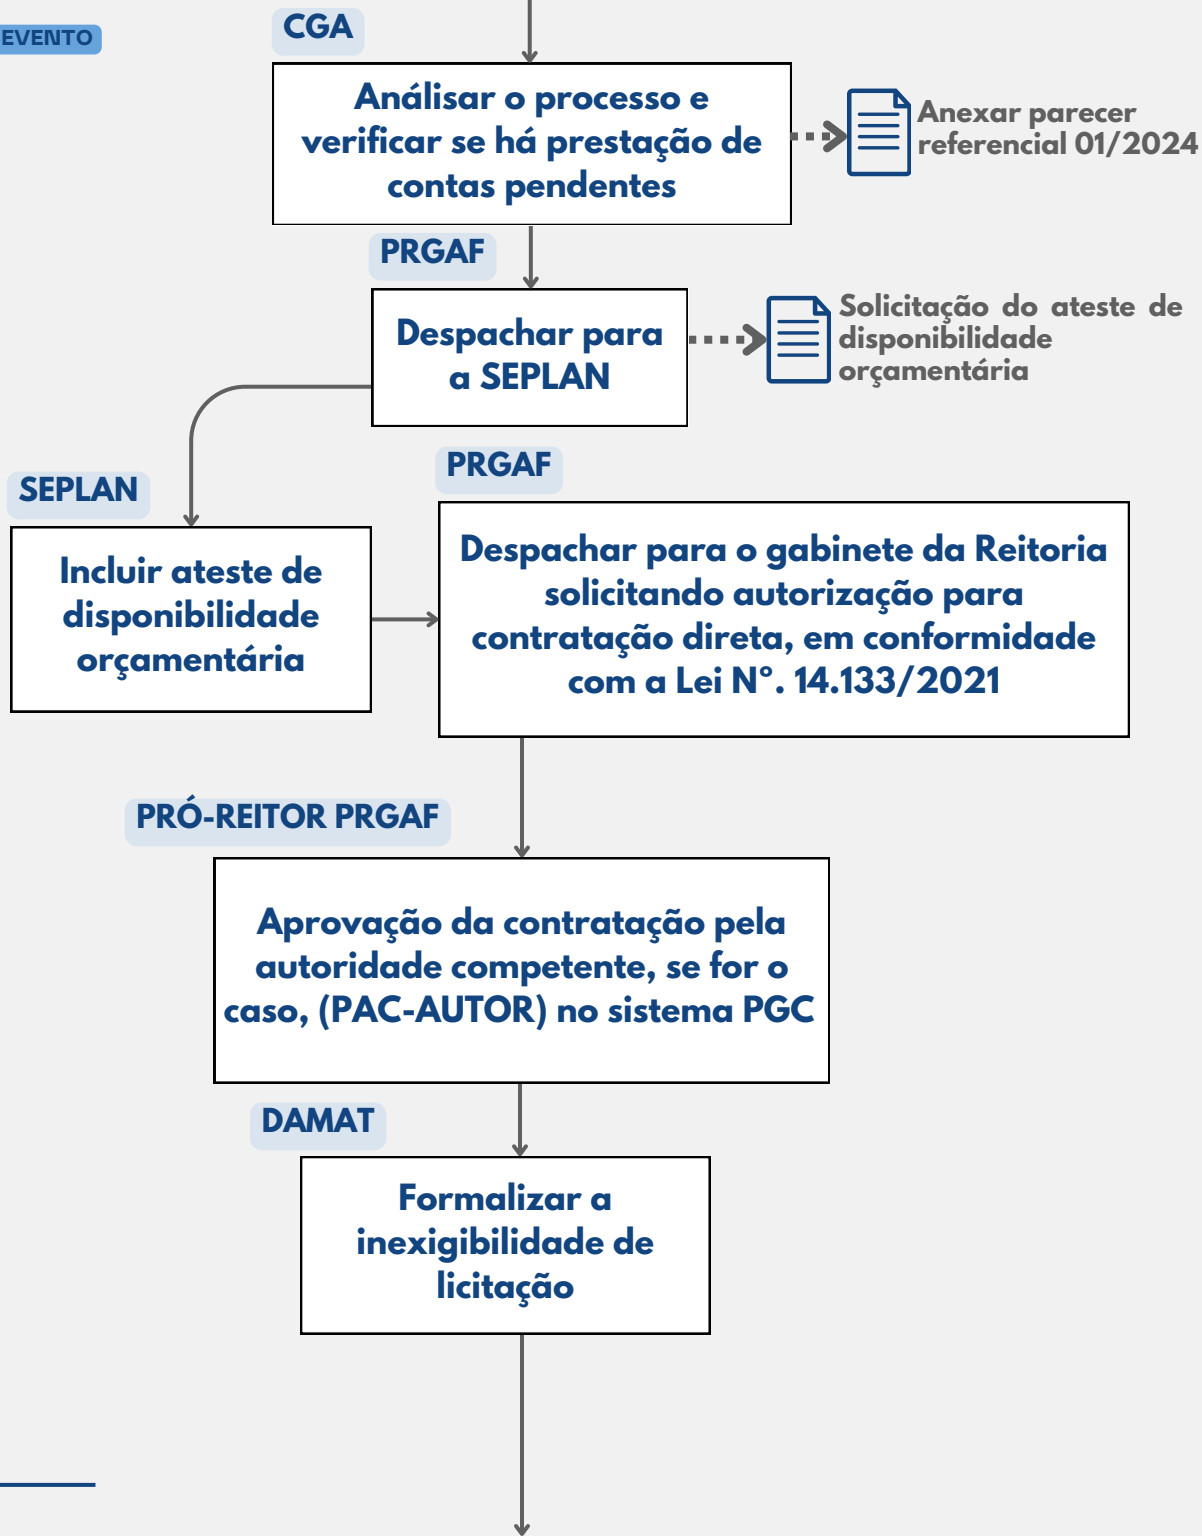 EVENTO
CGA
Análisar o processo e
verificar se há prestação de
contas pendentes
Anexar parecer
referencial 01/2024
PRGAF
Despachar para
a SEPLAN
Solicitação do ateste de
disponibilidade
orçamentária
SEPLAN
Incluir ateste de
disponibilidade
orçamentária
PRGAF
Despachar para o gabinete da Reitoria
solicitando autorização para
contratação direta, em conformidade
com a Lei Nº. 14.133/2021
PRÓ-REITOR PRGAF
Aprovação da contratação pela
autoridade competente, se for o
caso, (PAC-AUTOR) no sistema PGC
DAMAT
Formalizar a
inexigibilidade de
licitação